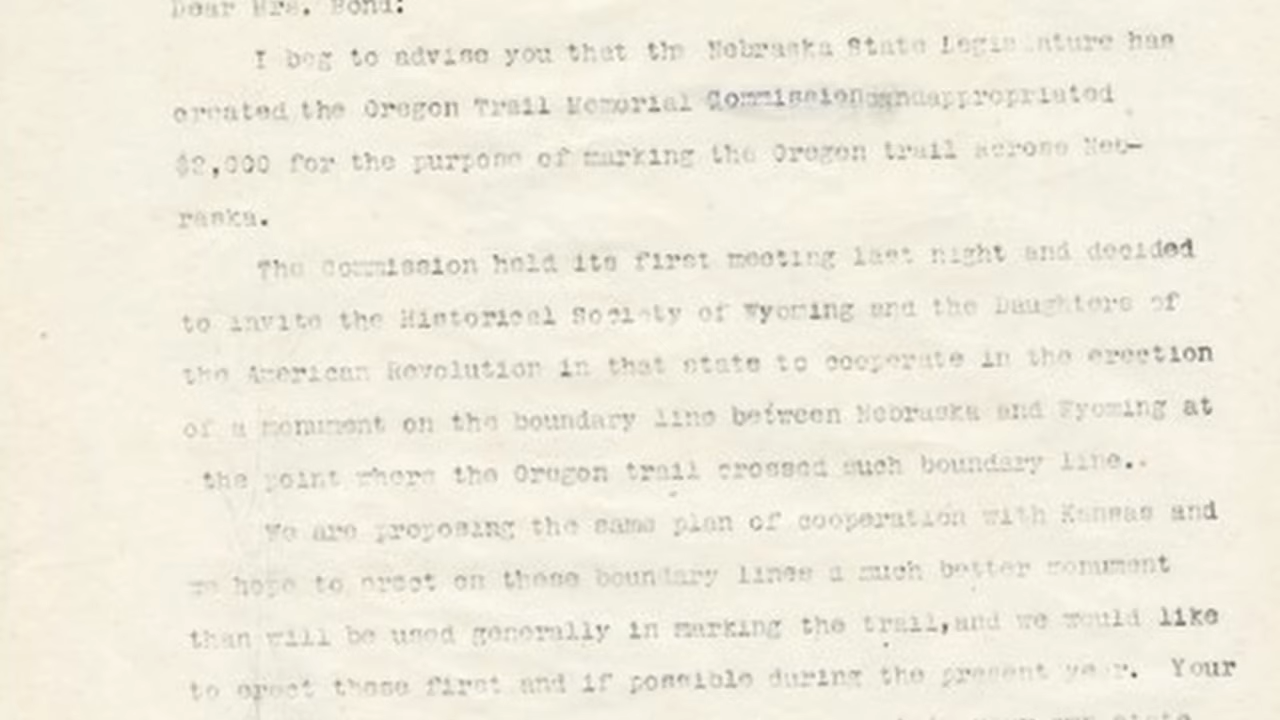 Dear Mrs. Bond:
I beg to advise you that the Nebraska State Legislature has
created the Oregon Trail Memorial Commission and appropriated
$2,000 for the purpose of marking the Oregon trail across Neb-
raska.
The Commission held its first meeting last night and decided
to invite the Historical Society of Wyoming and the Daughters of
the American Revolution in that state to cooperate in the erection
of a monument on the boundary line between Nebraska and Wyoming at
the point where the Oregon trail crossed such boundary line..
We are proposing the same plan of cooperation with Kansas and
we hope to erect on these boundary lines a much better monument
than will be used generally in marking the trail,and we would like
to erect these first and if possible during the present year. Your
own state